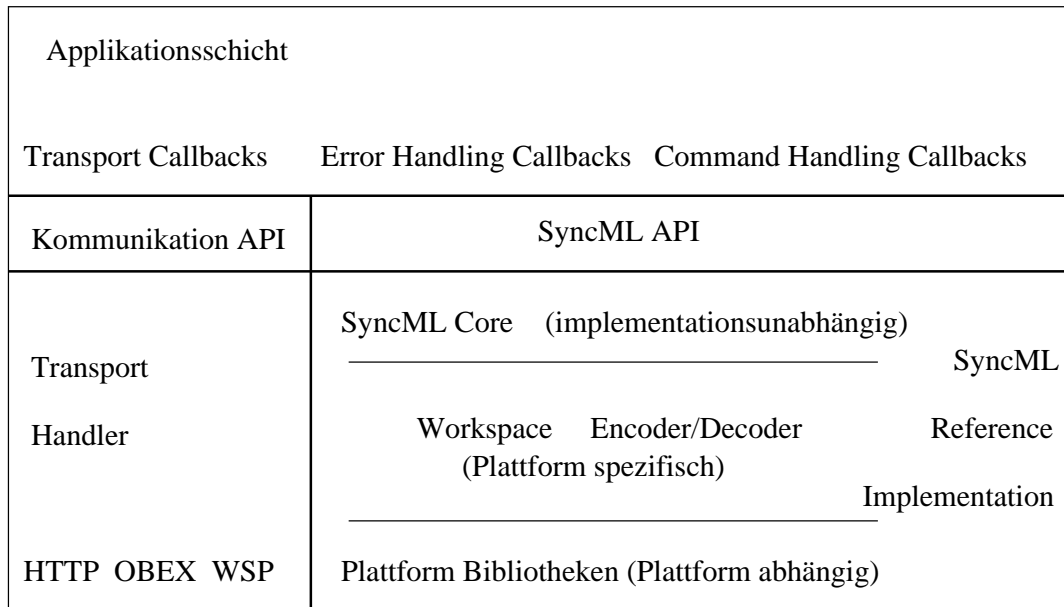 Applikationsschicht
Transport Callbacks Error Handling Callbacks Command Handling Callbacks
Kommunikation API SyncML API
SyncML Core (implementationsunabhängig)
Transport SyncML
Handler Workspace Encoder/Decoder Reference
(Plattform spezifisch)
Implementation
HTTP OBEX WSP Plattform Bibliotheken (Plattform abhängig)